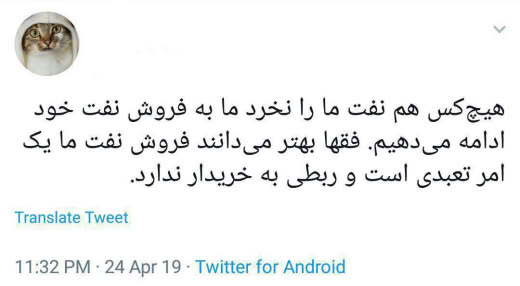 هیچ‌کس هم نفت ما را نخرد ما به فروش نفت خود
ادامه می‌دهیم. فقها بهتر می‌دانند فروش نفت ما یک
امر تعبدی است و ربطی به خریدار ندارد.
Translate Tweet
11:32 PM · 24 Apr 19 · Twitter for Android